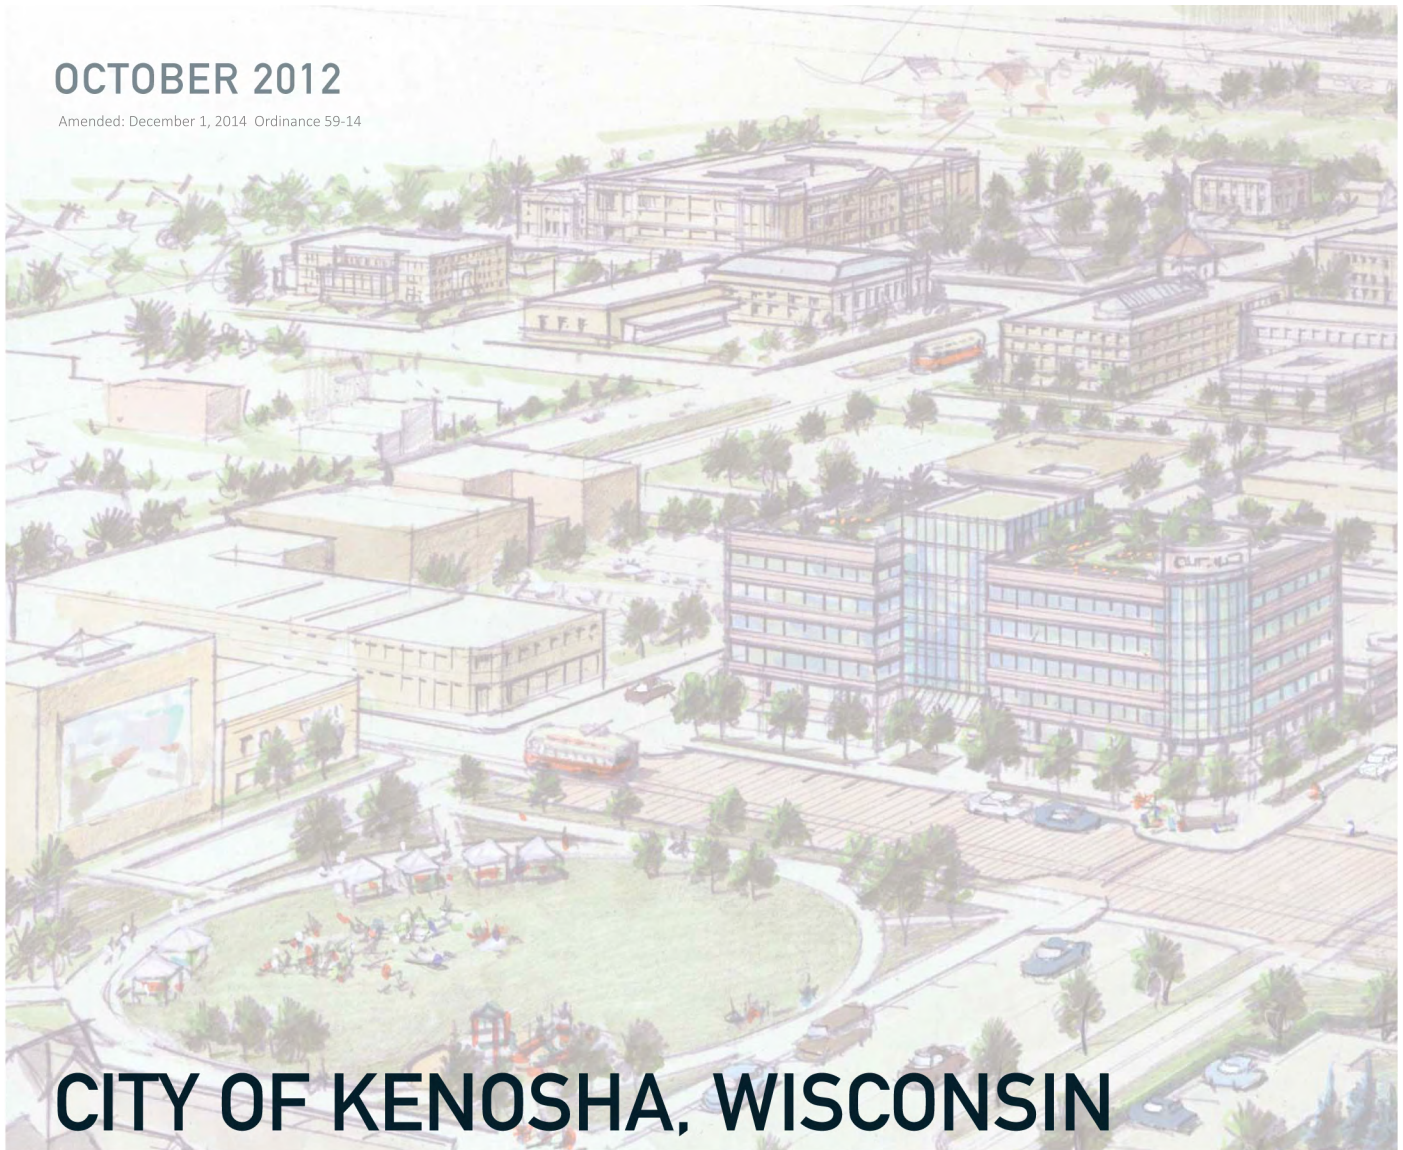 OCTOBER 2012
Amended: December 1, 2014 Ordinance 59-14
CITY OF KENOSHA, WISCONSIN